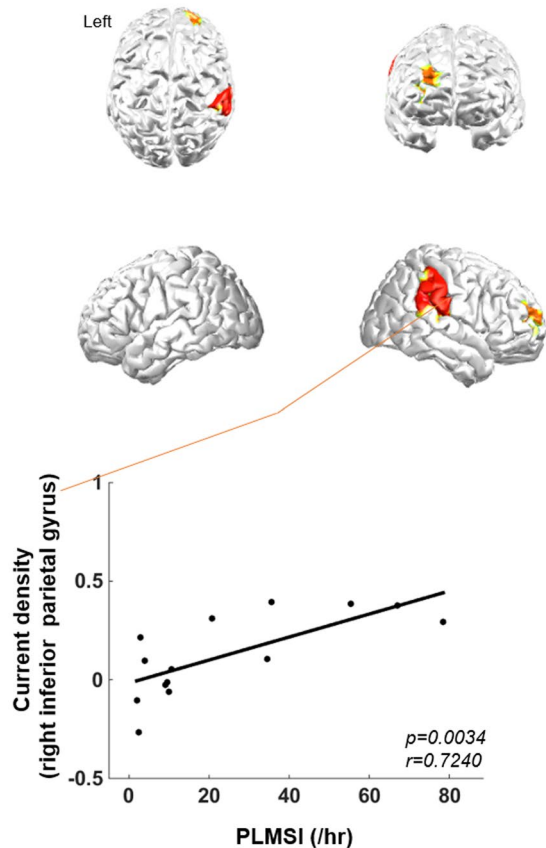 Left
Current density
(right inferior parietal gyrus)
1
0.5
0
-0.5
p=0.0034
r=0.7240
0 20 40 60 80
PLMSI (/hr)